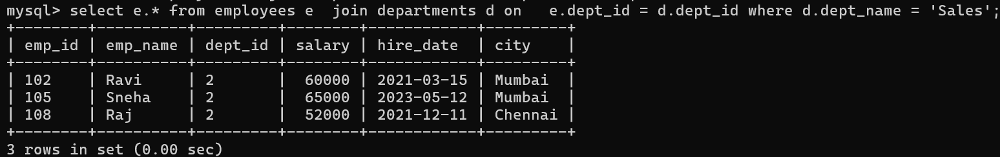 mysql> select e.* from employees e  join departments d on   e.dept_id = d.dept_id where d.dept_name = 'Sales';
+--------+----------+---------+--------+------------+---------+
| emp_id | emp_name | dept_id | salary | hire_date  | city    |
+--------+----------+---------+--------+------------+---------+
| 102    | Ravi     | 2       |  60000 | 2021-03-15 | Mumbai  |
| 105    | Sneha    | 2       |  65000 | 2023-05-12 | Mumbai  |
| 108    | Raj      | 2       |  52000 | 2021-12-11 | Chennai |
+--------+----------+---------+--------+------------+---------+
3 rows in set (0.00 sec)